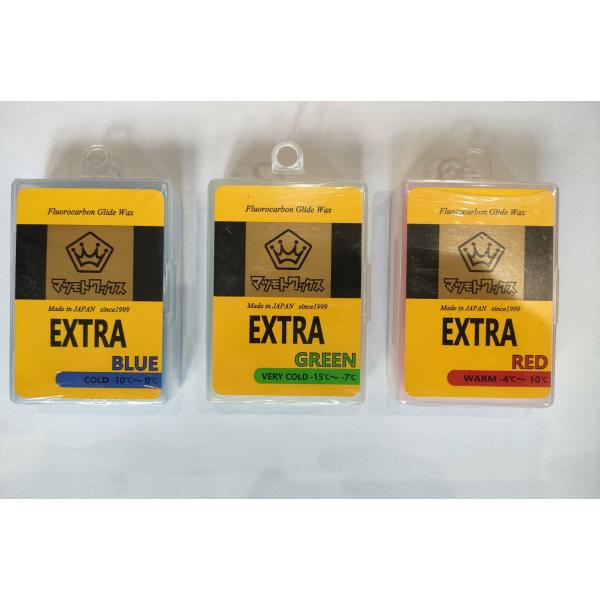 Fluorocarbon Glide Wax
マツモトワックス
Made in JAPAN since1999
EXTRA
BLUE
COLD -10℃～ 0℃
Fluorocarbon Glide Wax
マツモトワックス
Made in JAPAN since1999
EXTRA
GREEN
VERY COLD -15℃～ -7℃
Fluorocarbon Glide Wax
マツモトワックス
Made in JAPAN since1999
EXTRA
RED
WARM -4℃～ 10℃